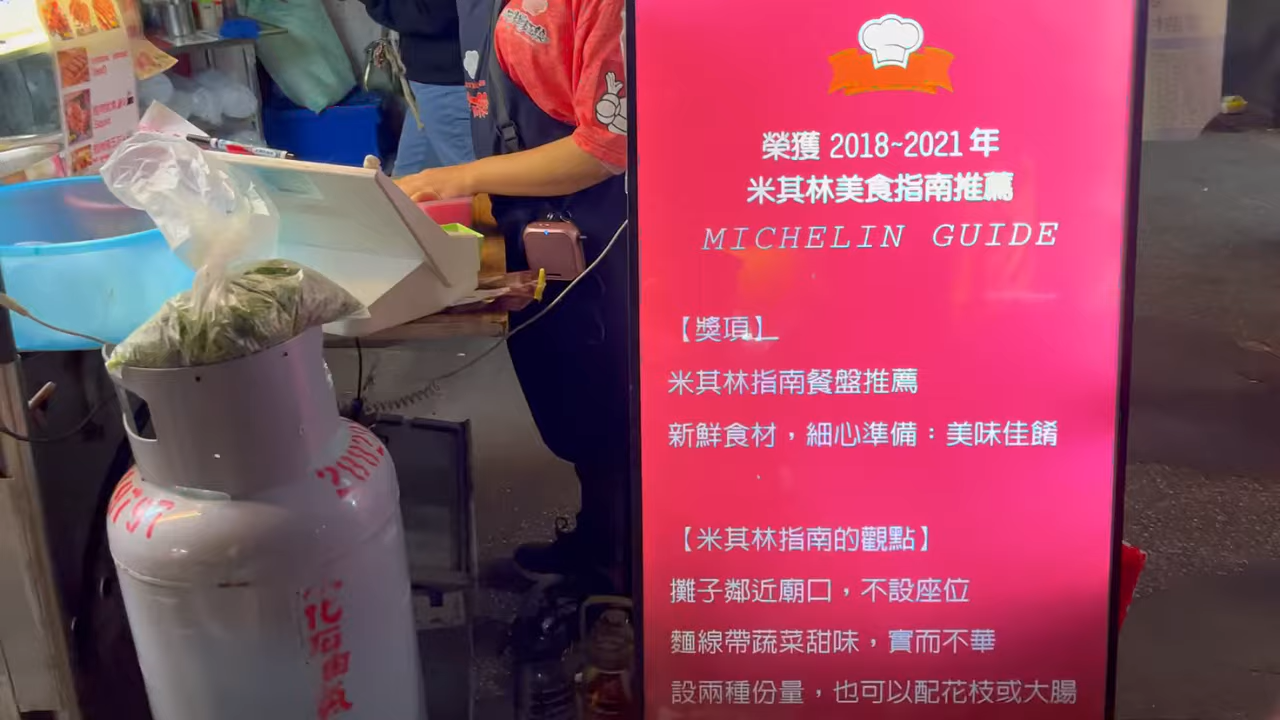 榮獲 2018~2021 年
米其林美食指南推薦
MICHELIN GUIDE
【獎項】
米其林指南餐盤推薦
新鮮食材，細心準備：美味佳餚
【米其林指南的觀點】
攤子鄰近廟口，不設座位
麵線帶蔬菜甜味，實而不華
設兩種份量，也可以配花枝或大腸